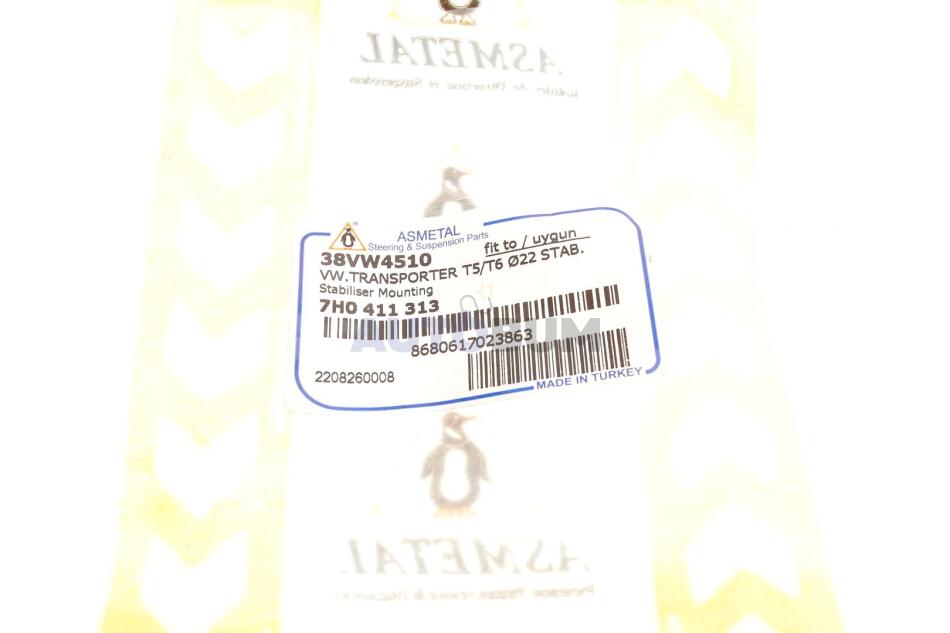 ASMETAL
ASMETAL
Steering & Suspension Parts
fit to / uygun
38VW4510
VW.TRANSPORTER T5/T6 Ø22 STAB.
Stabiliser Mounting
7H0 411 313
AUTODUM
8680617023863
2208260008
MADE IN TURKEY
ASMETAL